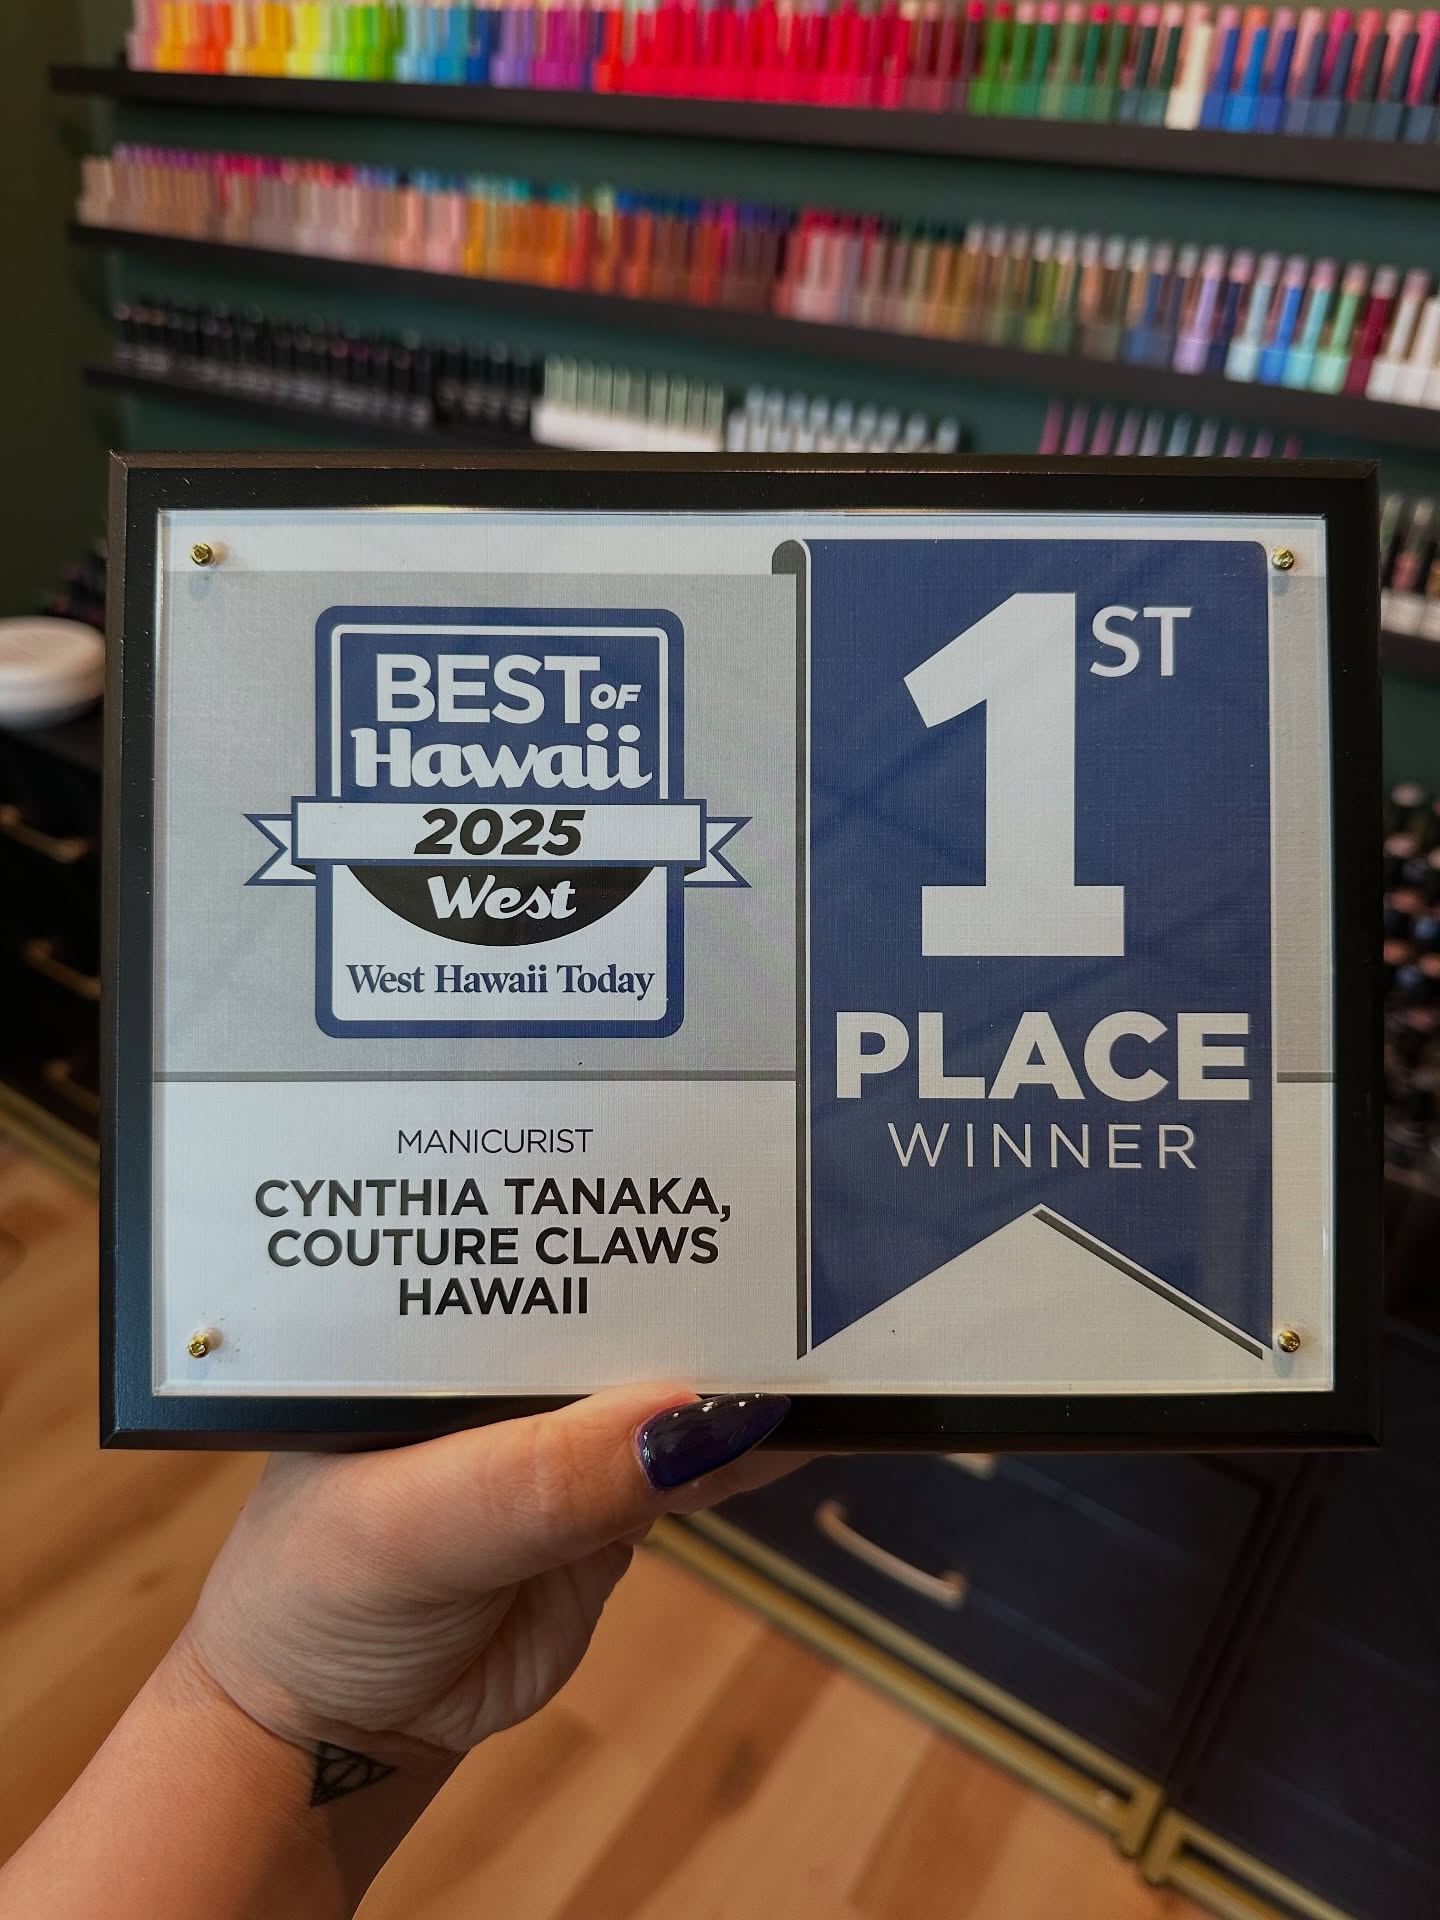 BEST OF
Hawaii
2025
West
West Hawaii Today
MANICURIST
CYNTHIA TANAKA,
COUTURE CLAWS
HAWAII
1ST
PLACE
WINNER